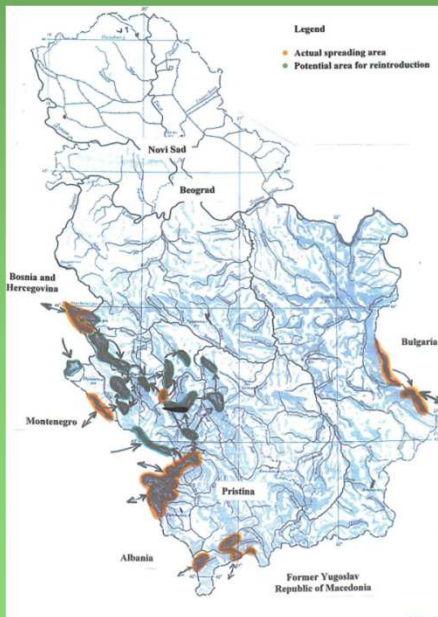 Legend
Actual spreading area
Potential area for reintroduction
Novi Sad
Beograd
Bosnia and
Hercegovina
Bulgaria
Montenegro
Pristina
Albania
Former Yugoslav
Republic of Macedonia